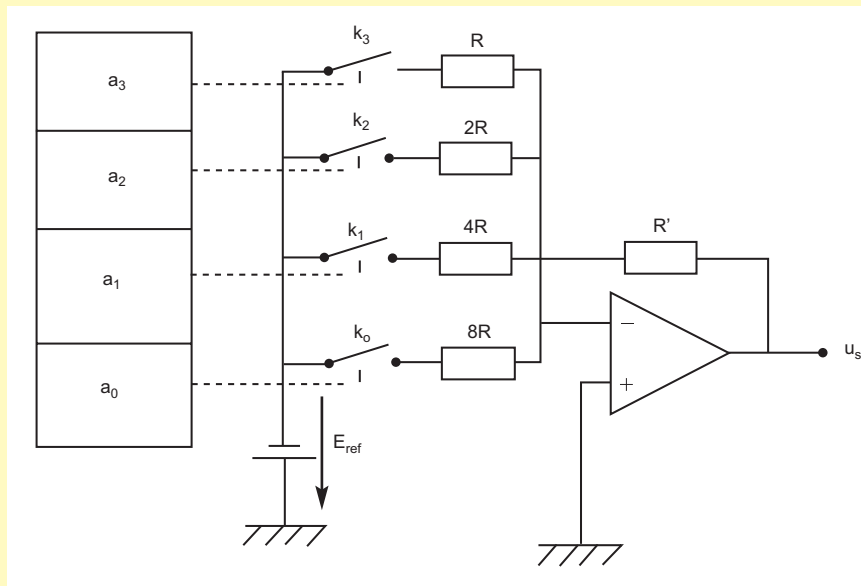 k3 R
a3
k2 2R
a2
k1 4R R’
a1
− 
ko 8R
us
+
a0
Eref